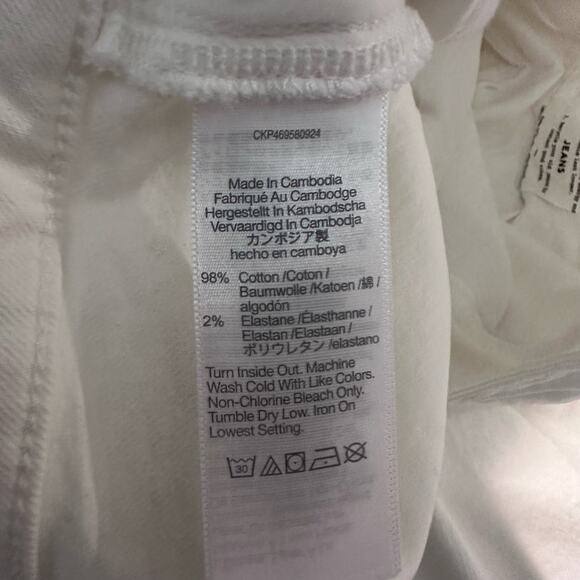 CKP469580924
Made In Cambodia
Fabriqué Au Cambodge
Hergestellt In Kambodscha
Vervaardigd In Cambodja
カンボジア製
hecho en camboya
98% Cotton /Coton /
Baumwolle /Katoen /綿 /
algodón
2% Elastane /Élasthanne /
Elastan /Elastaan /
ポリウレタン /elastano
Turn Inside Out. Machine
Wash Cold With Like Colors.
Non-Chlorine Bleach Only.
Tumble Dry Low. Iron On
Lowest Setting.
30
JEANS